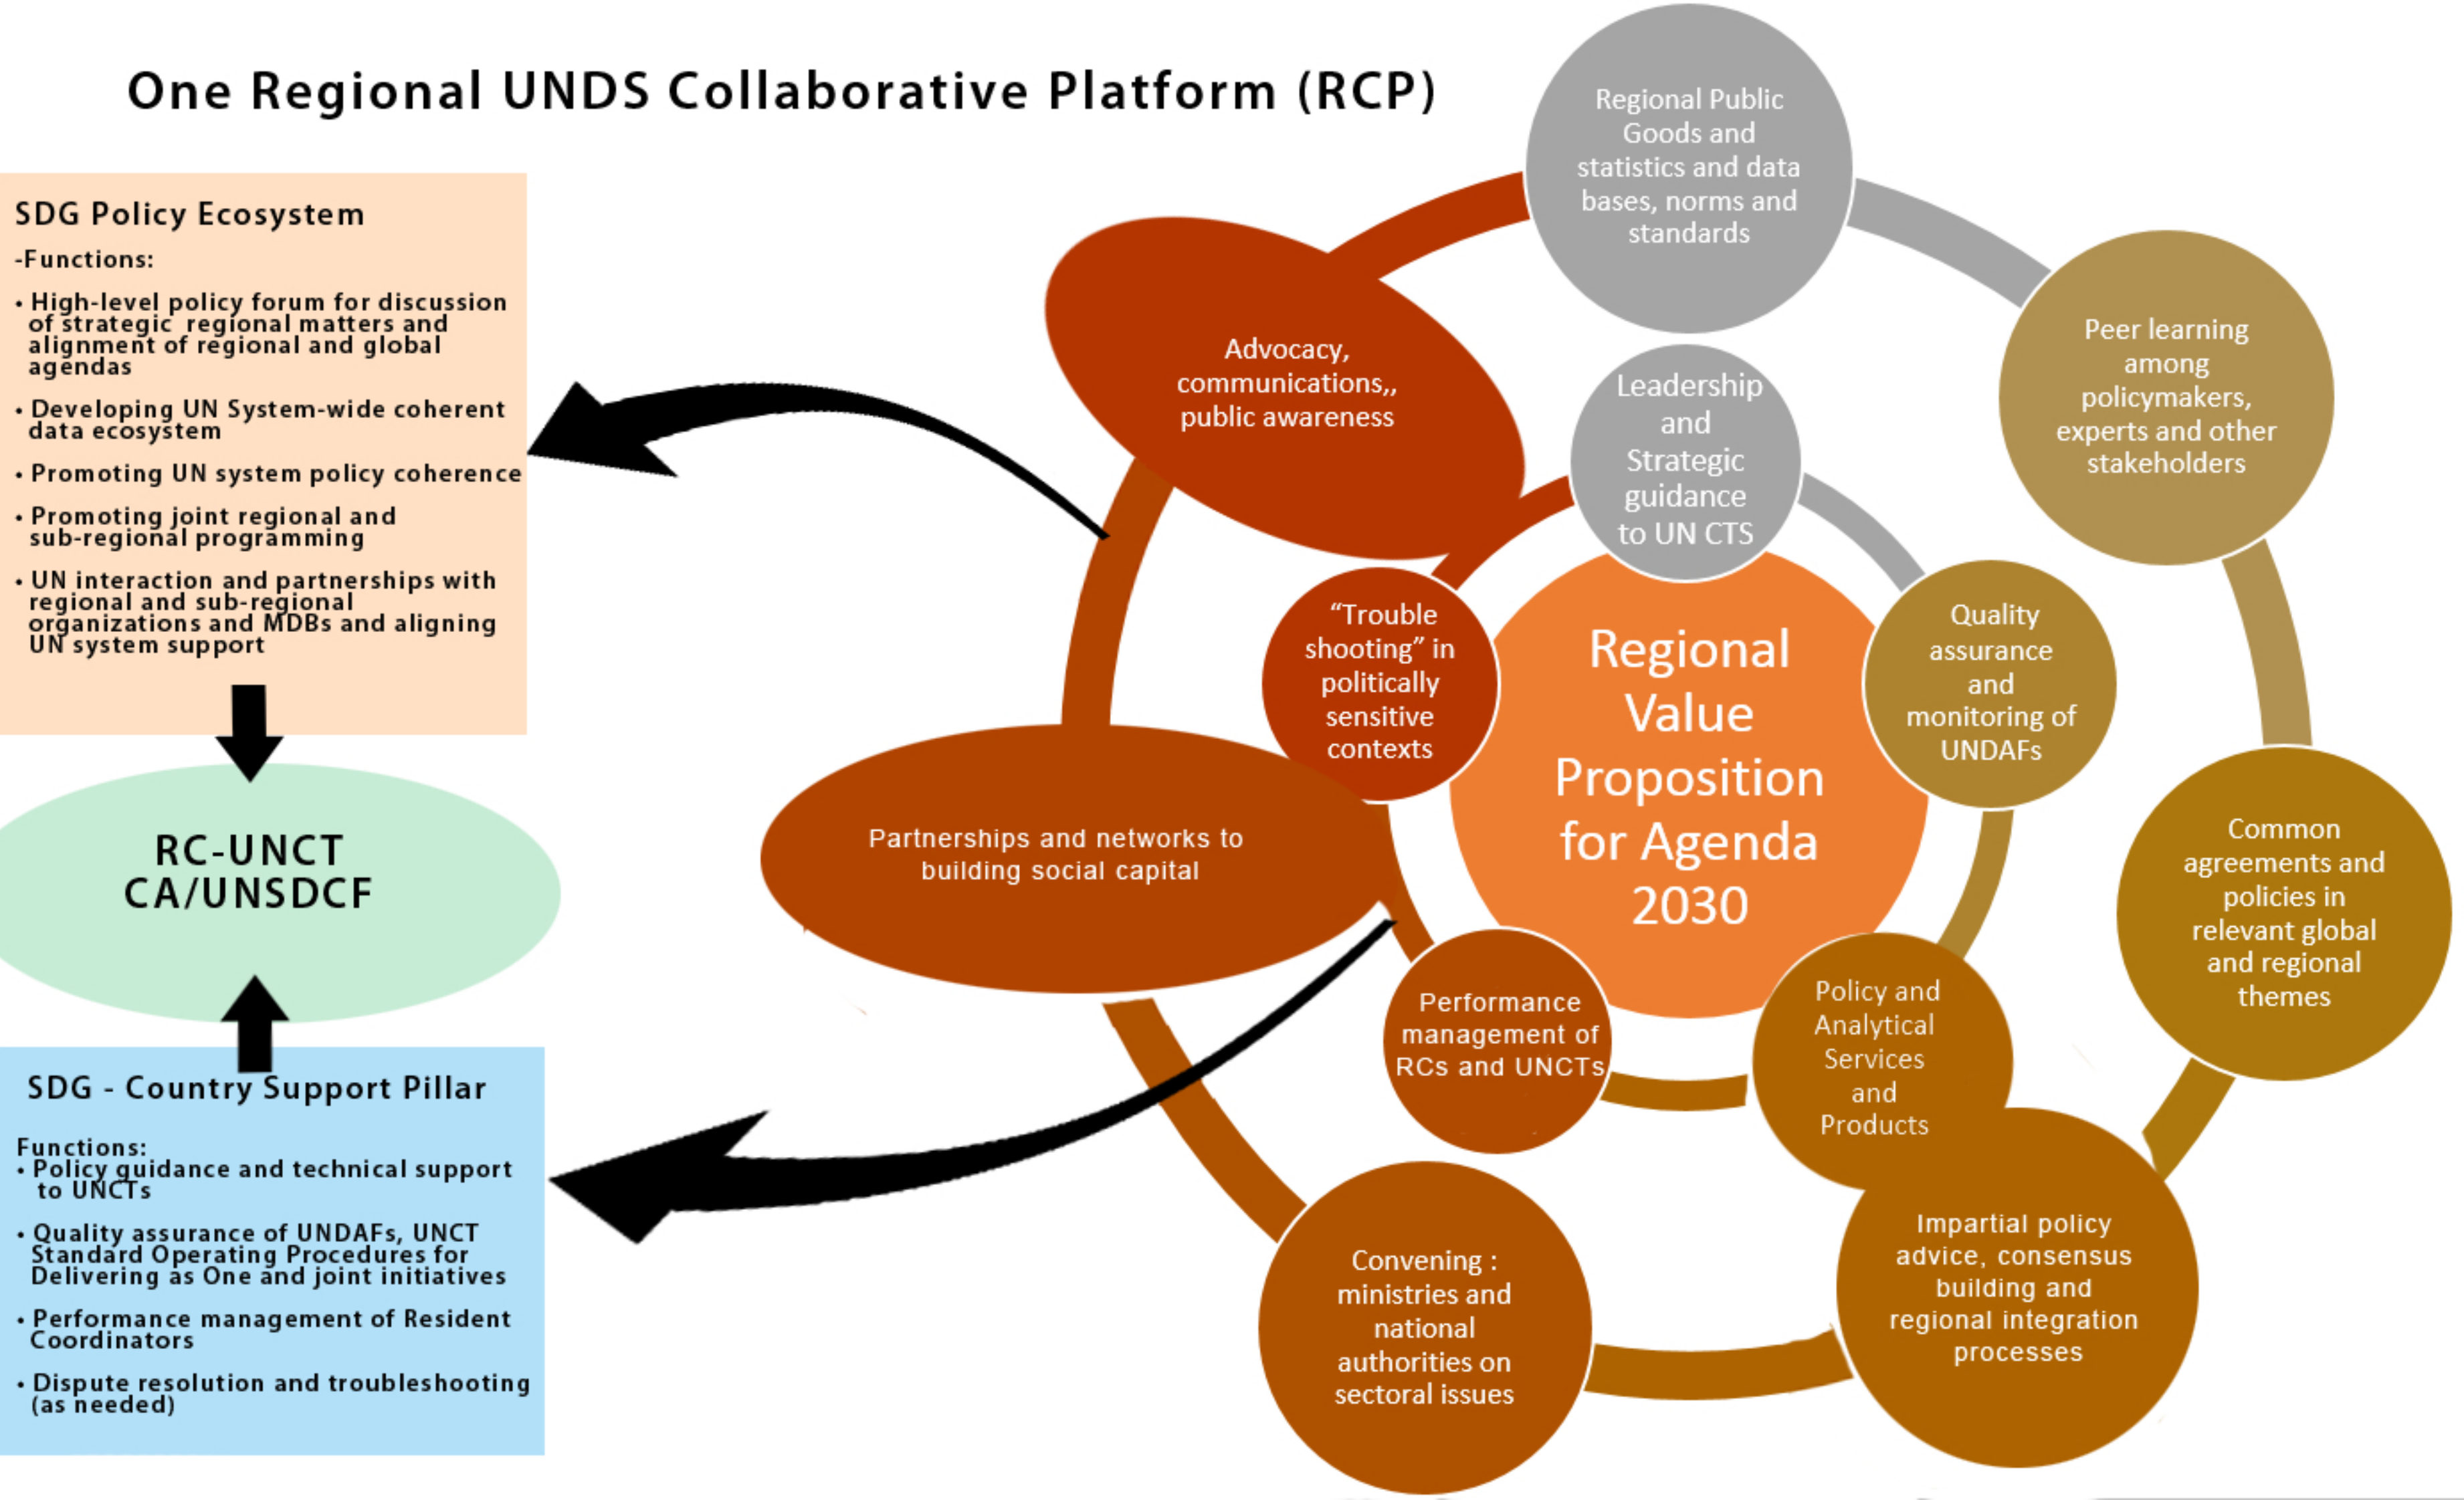 One Regional UNDS Collaborative Platform (RCP)
SDG Policy Ecosystem
-Functions:
• High-level policy forum for discussion
of strategic regional matters and
alignment of regional and global
agendas
• Developing UN System-wide coherent
data ecosystem
• Promoting UN system policy coherence
• Promoting joint regional and
sub-regional programming
• UN interaction and partnerships with
regional and sub-regional
organizations and MDBs and aligning
UN system support
RC-UNCT
CA/UNSDCF
SDG - Country Support Pillar
Functions:
• Policy guidance and technical support
to UNCTs
• Quality assurance of UNDAFs, UNCT
Standard Operating Procedures for
Delivering as One and joint initiatives
• Performance management of Resident
Coordinators
• Dispute resolution and troubleshooting
(as needed)
Regional Public
Goods and
statistics and data
bases, norms and
standards
Peer learning
among
policymakers,
experts and other
stakeholders
Common
agreements and
policies in
relevant global
and regional
themes
Impartial policy
advice, consensus
building and
regional integration
processes
Convening :
ministries and
national
authorities on
sectoral issues
Partnerships and networks to
building social capital
Advocacy,
communications,,
public awareness
Leadership
and
Strategic
guidance
to UN CTS
Quality
assurance
and
monitoring of
UNDAFs
Policy and
Analytical
Services
and
Products
Performance
management of
RCs and UNCTs
“Trouble
shooting” in
politically
sensitive
contexts
Regional
Value
Proposition
for Agenda
2030